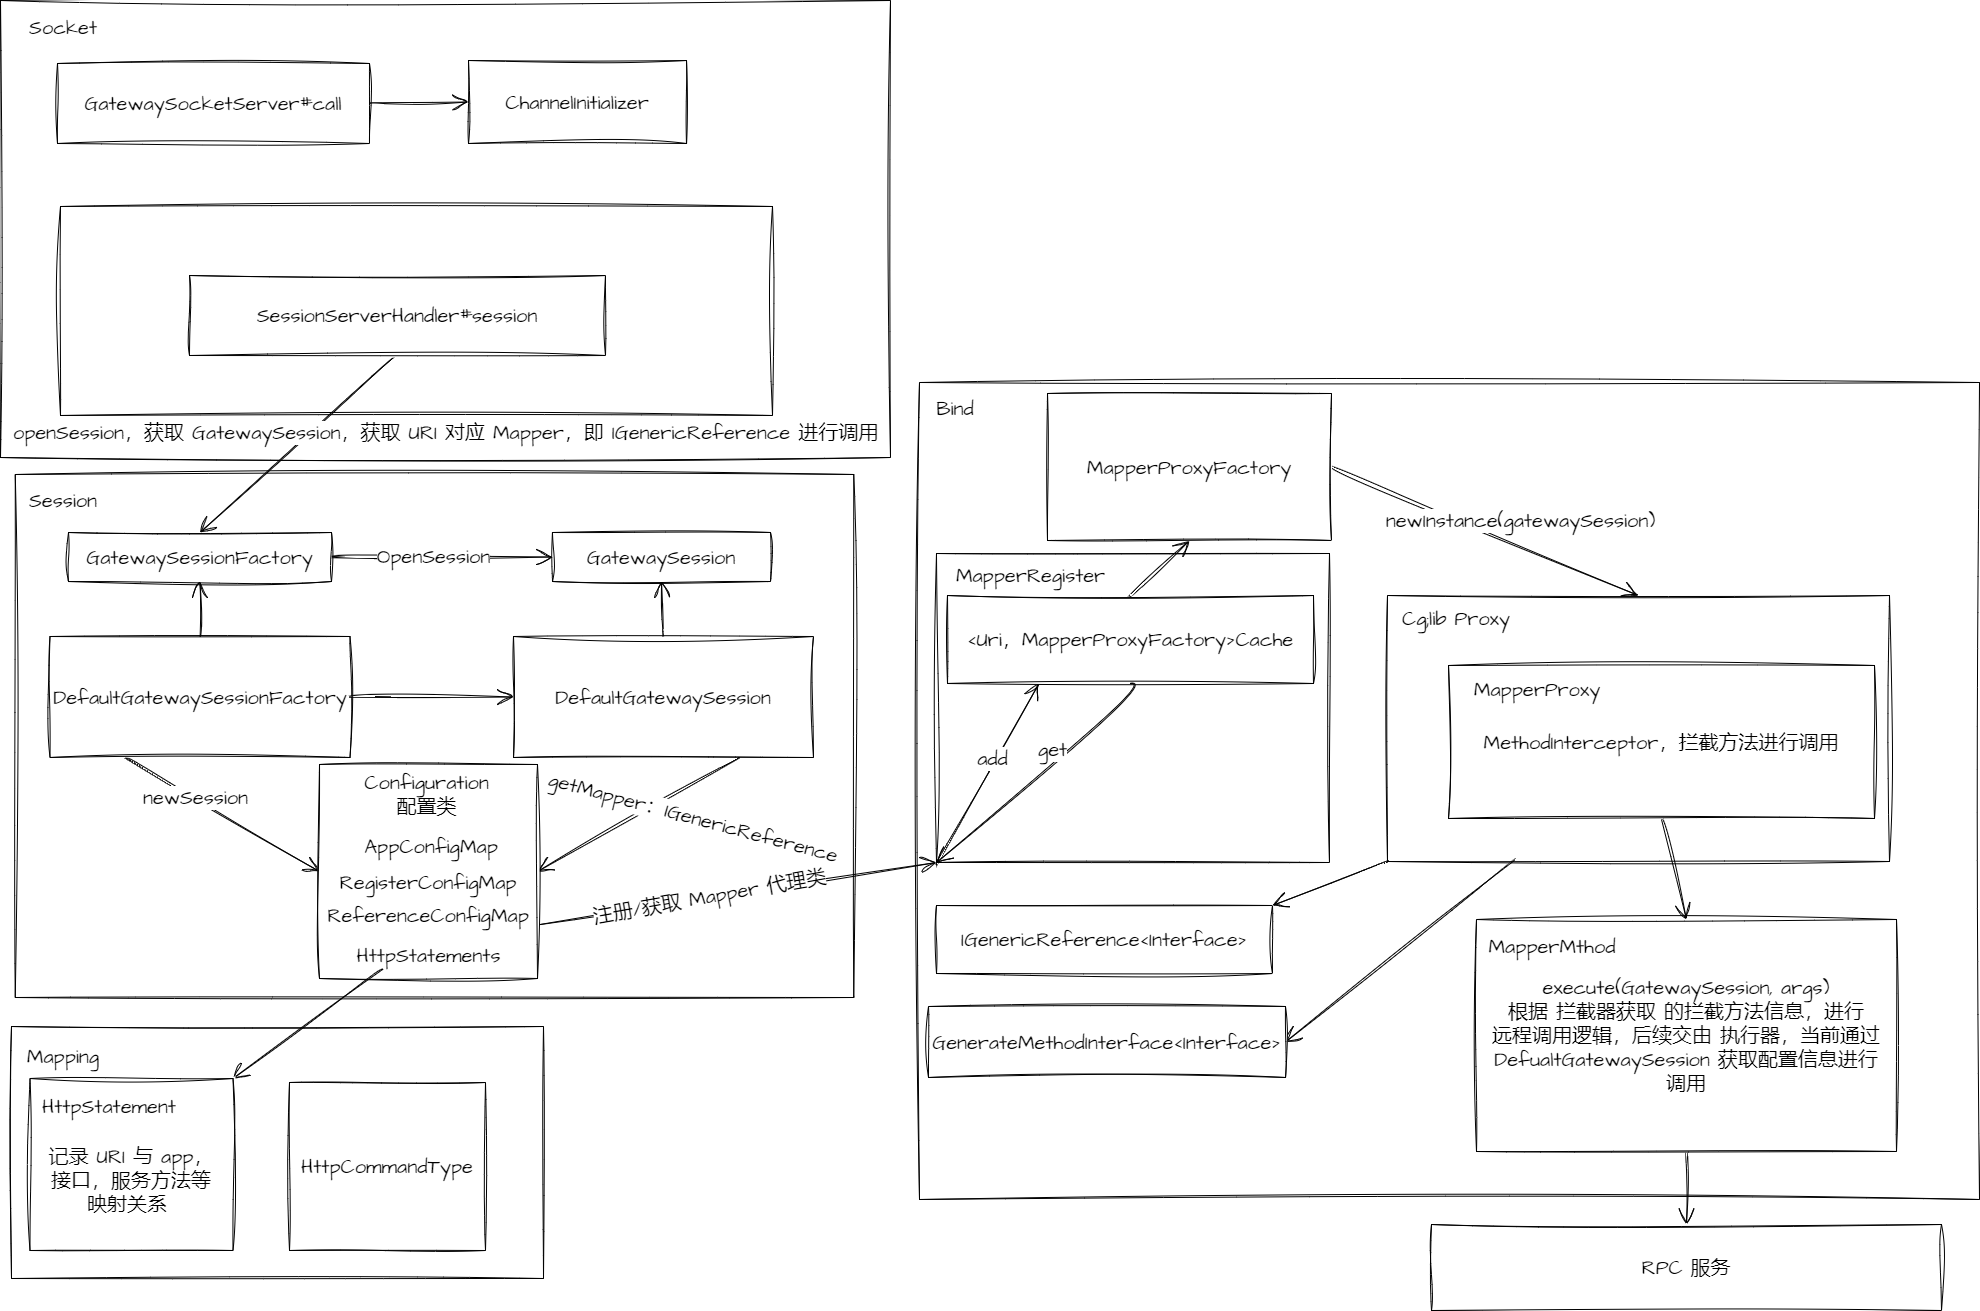 Socket
GatewaySocketServer#call
ChannelInitializer
SessionServerHandler#session
openSession，获取 GatewaySession，获取 URI 对应 Mapper，即 IGenericReference 进行调用
Session
GatewaySessionFactory
OpenSession
GatewaySession
DefaultGatewaySessionFactory
DefaultGatewaySession
newSession
Configuration
配置类
AppConfigMap
RegisterConfigMap
ReferenceConfigMap
HttpStatements
getMapper：IGenericReference
注册/获取 Mapper 代理类
Mapping
HttpStatement
记录 URI 与 app，
接口，服务方法等
映射关系
HttpCommandType
Bind
MapperProxyFactory
newInstance(gatewaySession)
MapperRegister
<Uri，MapperProxyFactory>Cache
add
get
Cg;lib Proxy
MapperProxy
MethodInterceptor，拦截方法进行调用
IGenericReference<Interface>
GenerateMethodInterface<Interface>
MapperMthod
execute(GatewaySession, args)
根据 拦截器获取 的拦截方法信息，进行
远程调用逻辑，后续交由 执行器，当前通过
DefualtGatewaySession 获取配置信息进行
调用
RPC 服务